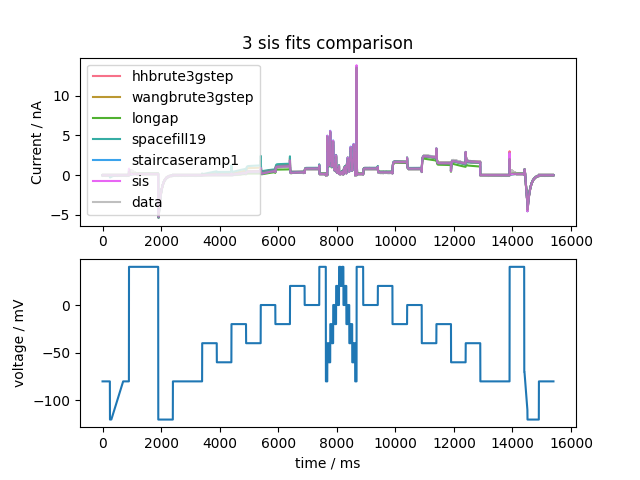 3 sis fits comparison
Current / nA
10
5
0
−5
hhbrute3gstep
wangbrute3gstep
longap
spacefill19
staircaseramp1
sis
data
0 2000 4000 6000 8000 10000 12000 14000 16000
voltage / mV
0
−50
−100
0 2000 4000 6000 8000 10000 12000 14000 16000
time / ms